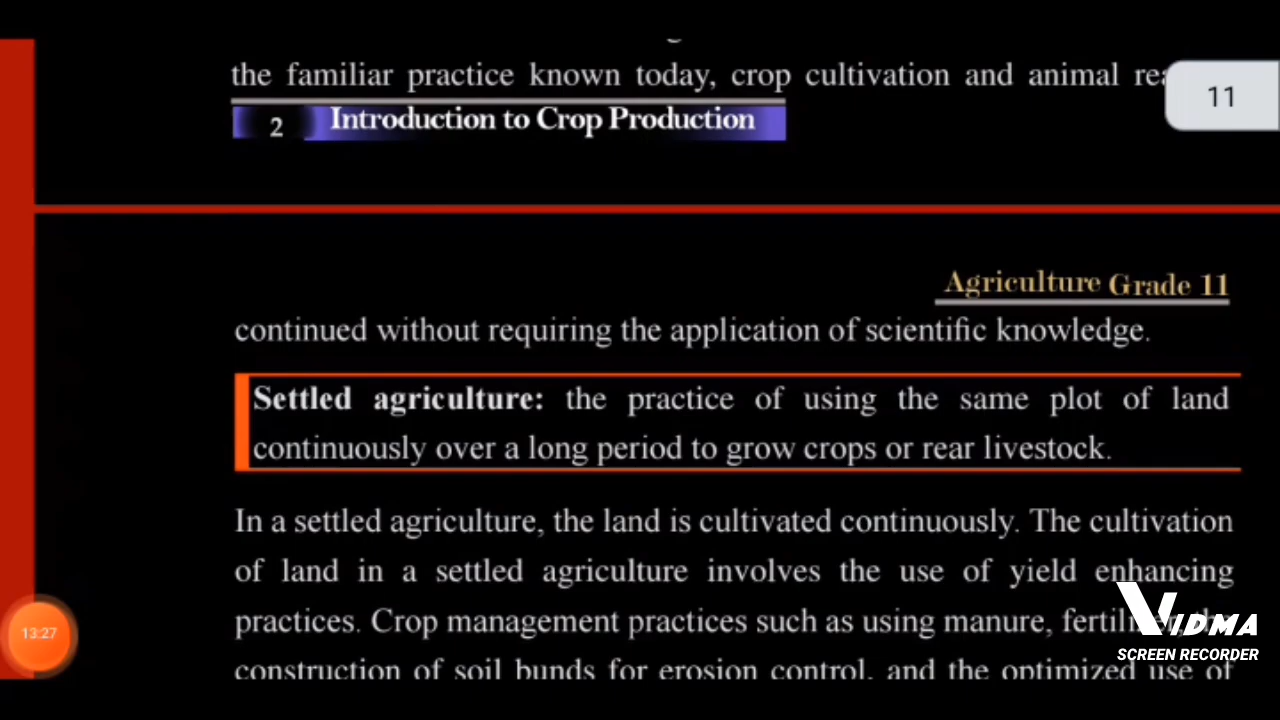 the familiar practice known today, crop cultivation and animal
11
2 Introduction to Crop Production
Agriculture Grade 11
continued without requiring the application of scientific knowledge.
Settled agriculture: the practice of using the same plot of land
continuously over a long period to grow crops or rear livestock.
In a settled agriculture, the land is cultivated continuously. The cultivation
of land in a settled agriculture involves the use of yield enhancing
practices. Crop management practices such as using manure,
construction of soil bunds for erosion control, and the optimized use of
13:27
VIDMA
SCREEN RECORDER